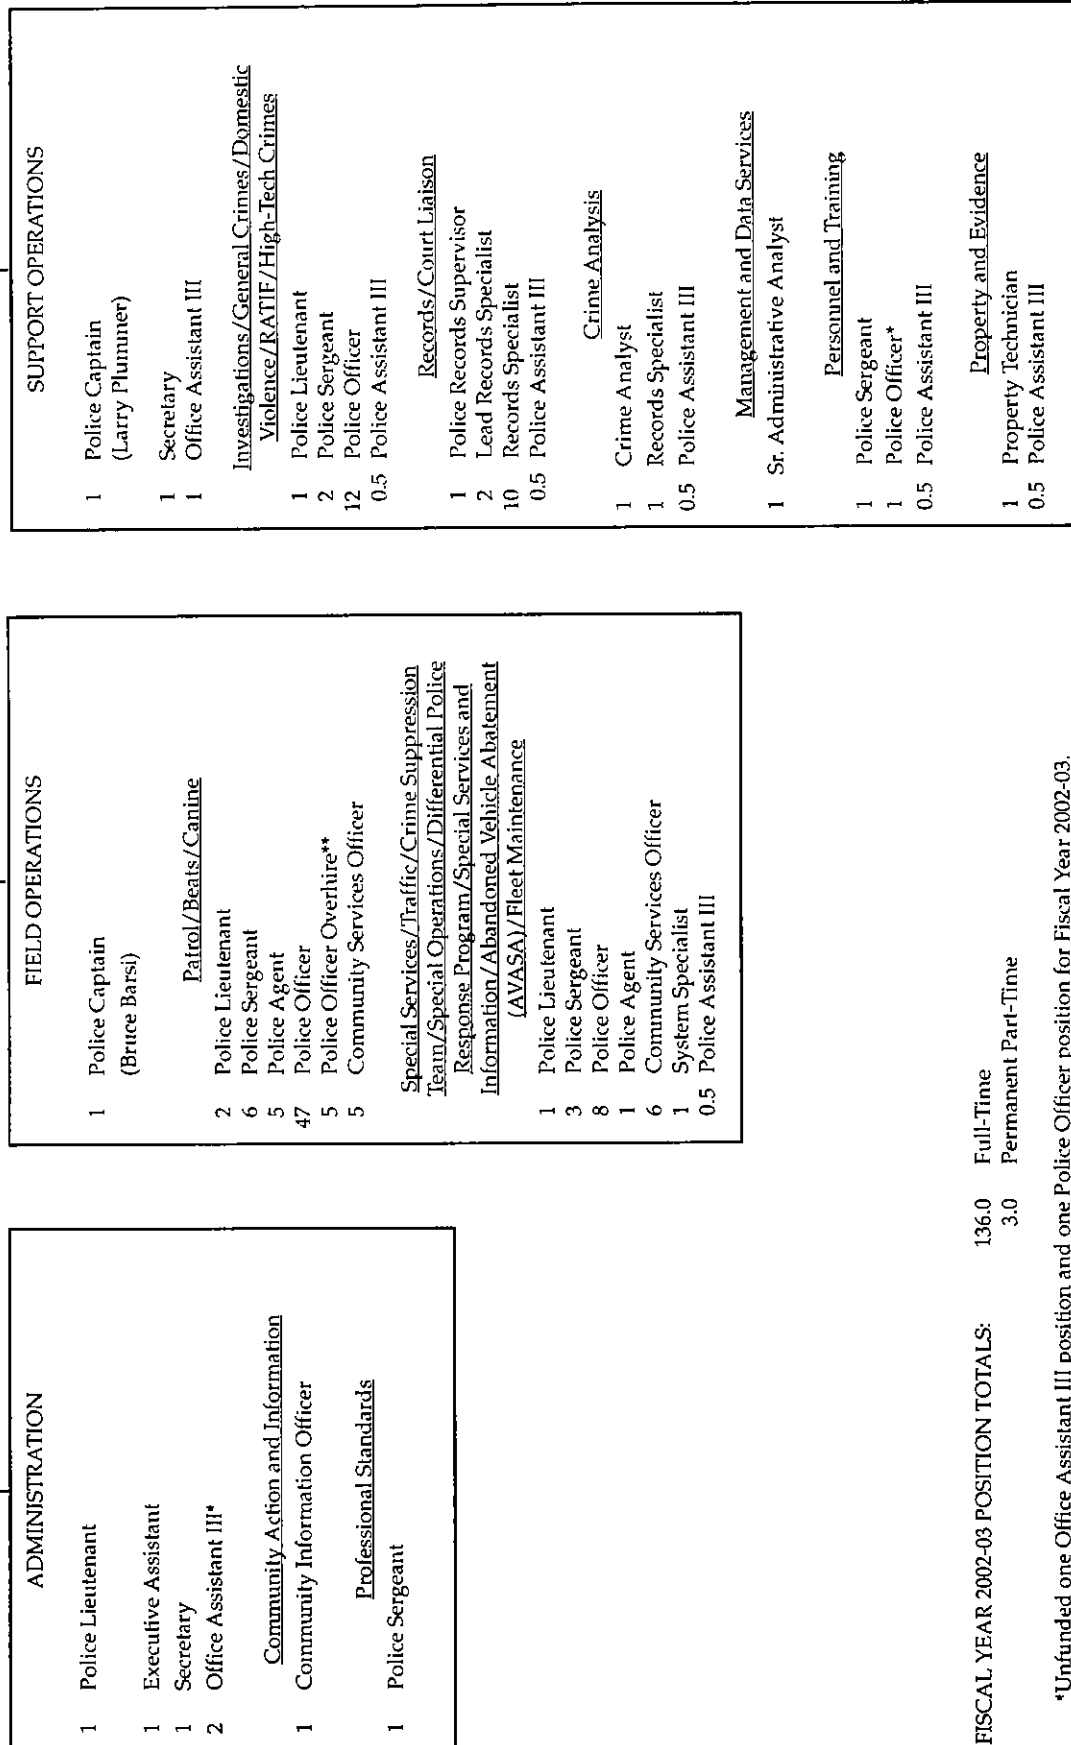 ADMINISTRATION
1 Police Lieutenant
1 Executive Assistant
1 Secretary
2 Office Assistant III*
Community Action and Information
1 Community Information Officer
Professional Standards
1 Police Sergeant
FIELD OPERATIONS
1 Police Captain
(Bruce Barsi)
Patrol/Beats/Canine
2 Police Lieutenant
6 Police Sergeant
5 Police Agent
47 Police Officer
5 Police Officer Overhire**
5 Community Services Officer
Special Services/Traffic/Crime Suppression
Team/Special Operations/Differential Police
Response Program/Special Services and
Information/Abandoned Vehicle Abatement
(AVASA)/Fleet Maintenance
1 Police Lieutenant
3 Police Sergeant
8 Police Officer
1 Police Agent
6 Community Services Officer
1 System Specialist
0.5 Police Assistant III
SUPPORT OPERATIONS
1 Police Captain
(Larry Plummer)
1 Secretary
1 Office Assistant III
Investigations/General Crimes/Domestic
Violence/RATTF/High-Tech Crimes
1 Police Lieutenant
2 Police Sergeant
12 Police Officer
0.5 Police Assistant III
Records/Court Liaison
1 Police Records Supervisor
2 Lead Records Specialist
10 Records Specialist
0.5 Police Assistant III
Crime Analysis
1 Crime Analyst
1 Records Specialist
0.5 Police Assistant III
Management and Data Services
1 Sr. Administrative Analyst
Personnel and Training
1 Police Sergeant
1 Police Officer*
0.5 Police Assistant III
Property and Evidence
1 Property Technician
0.5 Police Assistant III
FISCAL YEAR 2002-03 POSITION TOTALS: 136.0 Full-Time
3.0 Permanent Part-Time
*Unfunded one Office Assistant III position and one Police Officer position for Fiscal Year 2002-03.